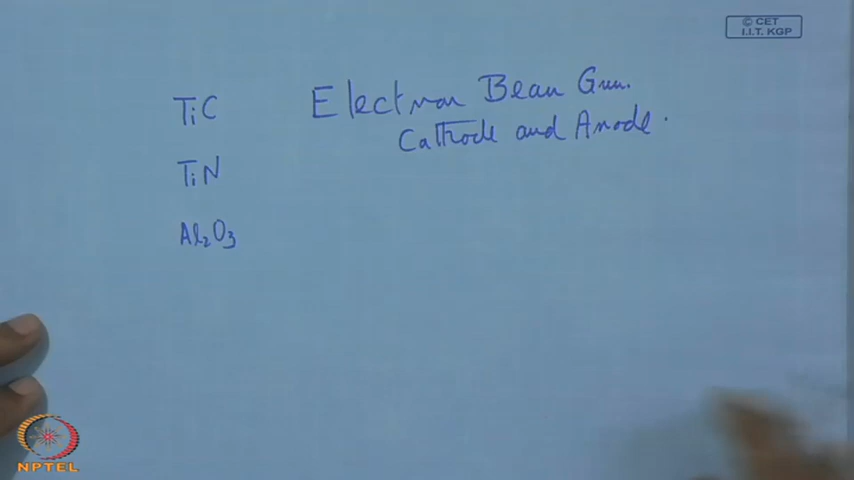 © CET
I.I.T. KGP
TiC
Electron Beam Gun.
Cathode and Anode.
TiN
Al₂O₃
NPTEL